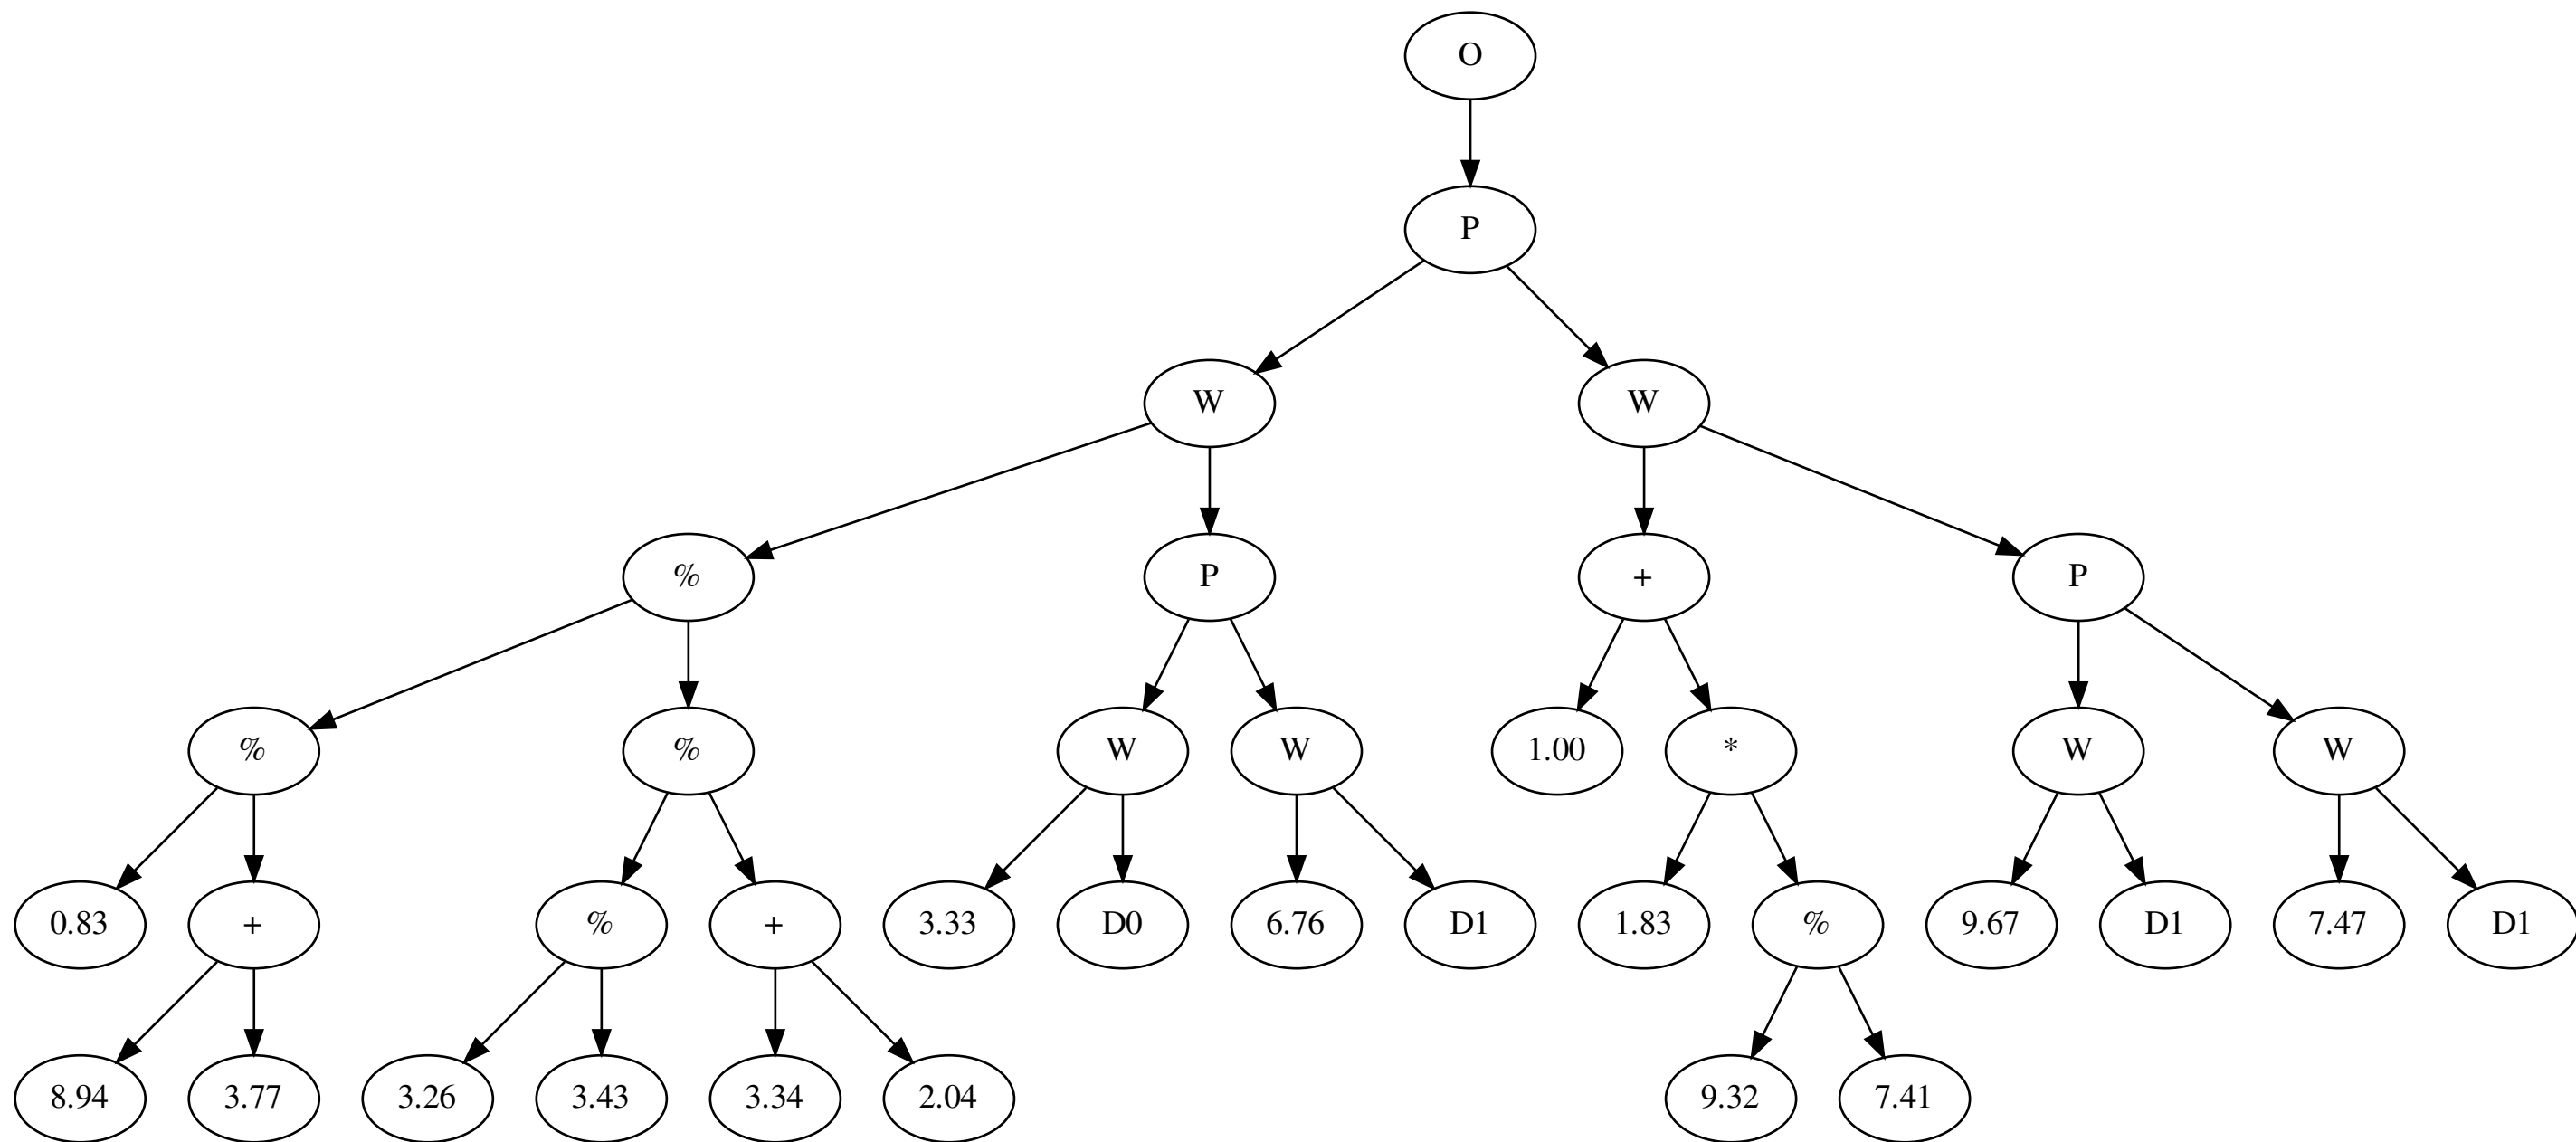 O
P
W W
% P + P
% % W W 1.00 * W W
0.83 + % + 3.33 D0 6.76 D1 1.83 % 9.67 D1 7.47 D1
8.94 3.77 3.26 3.43 3.34 2.04 9.32 7.41